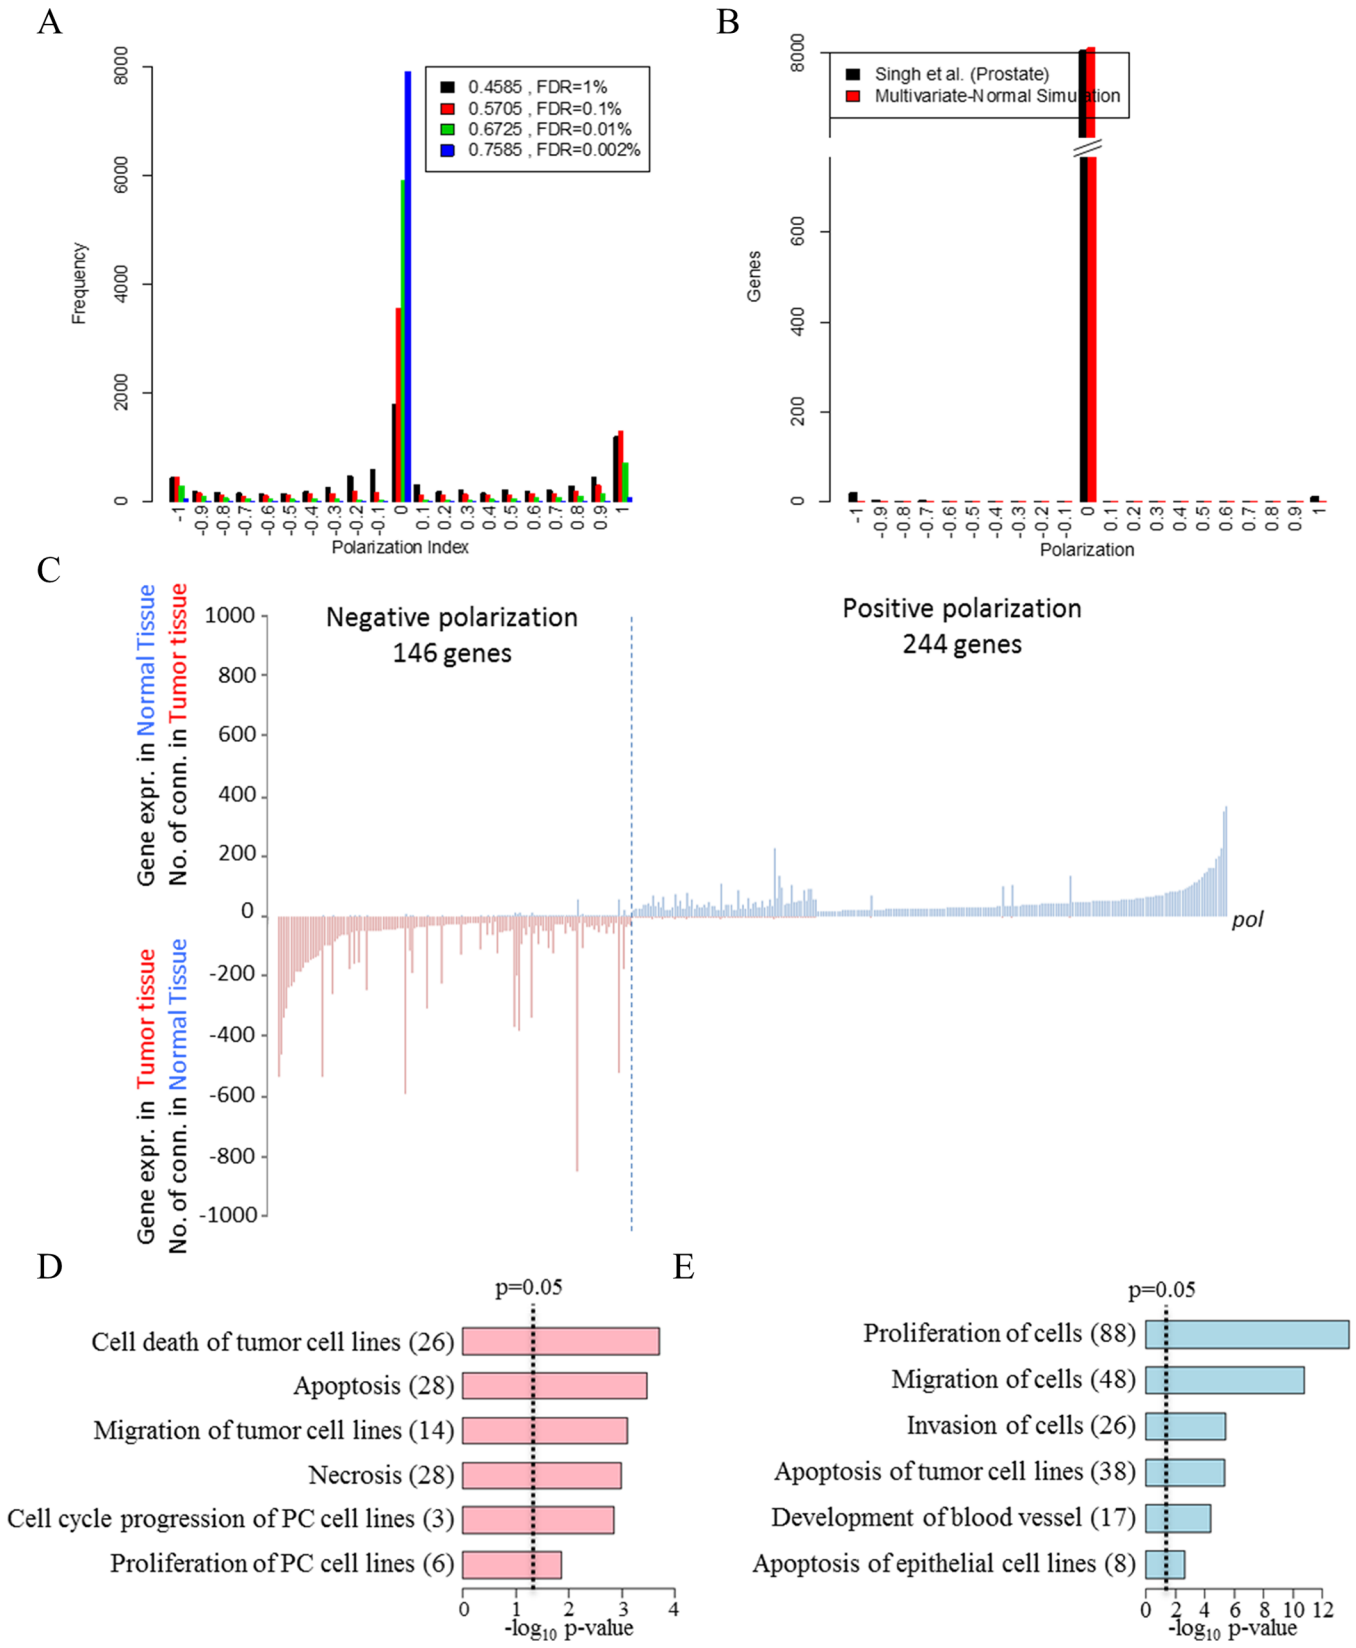 A
8000
6000
4000
2000
0
Frequency
0.4585 , FDR=1%
0.5705 , FDR=0.1%
0.6725 , FDR=0.01%
0.7585 , FDR=0.002%
-1 -0.9 -0.8 -0.7 -0.6 -0.5 -0.4 -0.3 -0.2 -0.1 0 0.1 0.2 0.3 0.4 0.5 0.6 0.7 0.8 0.9 1
Polarization Index
B
8000
600
400
200
0
Genes
Singh et al. (Prostate)
Multivariate-Normal Simulation
-1 -0.9 -0.8 -0.7 -0.6 -0.5 -0.4 -0.3 -0.2 -0.1 0 0.1 0.2 0.3 0.4 0.5 0.6 0.7 0.8 0.9 1
Polarization
C
Gene expr. in Normal Tissue
No. of conn. in Tumor tissue
Gene expr. in Tumor tissue
No. of conn. in Normal Tissue
1000
800
600
400
200
0
-200
-400
-600
-800
-1000
Negative polarization
146 genes
Positive polarization
244 genes
pol
D
p=0.05
Cell death of tumor cell lines (26)
Apoptosis (28)
Migration of tumor cell lines (14)
Necrosis (28)
Cell cycle progression of PC cell lines (3)
Proliferation of PC cell lines (6)
0 1 2 3 4
-log10 p-value
E
p=0.05
Proliferation of cells (88)
Migration of cells (48)
Invasion of cells (26)
Apoptosis of tumor cell lines (38)
Development of blood vessel (17)
Apoptosis of epithelial cell lines (8)
0 2 4 6 8 10 12
-log10 p-value